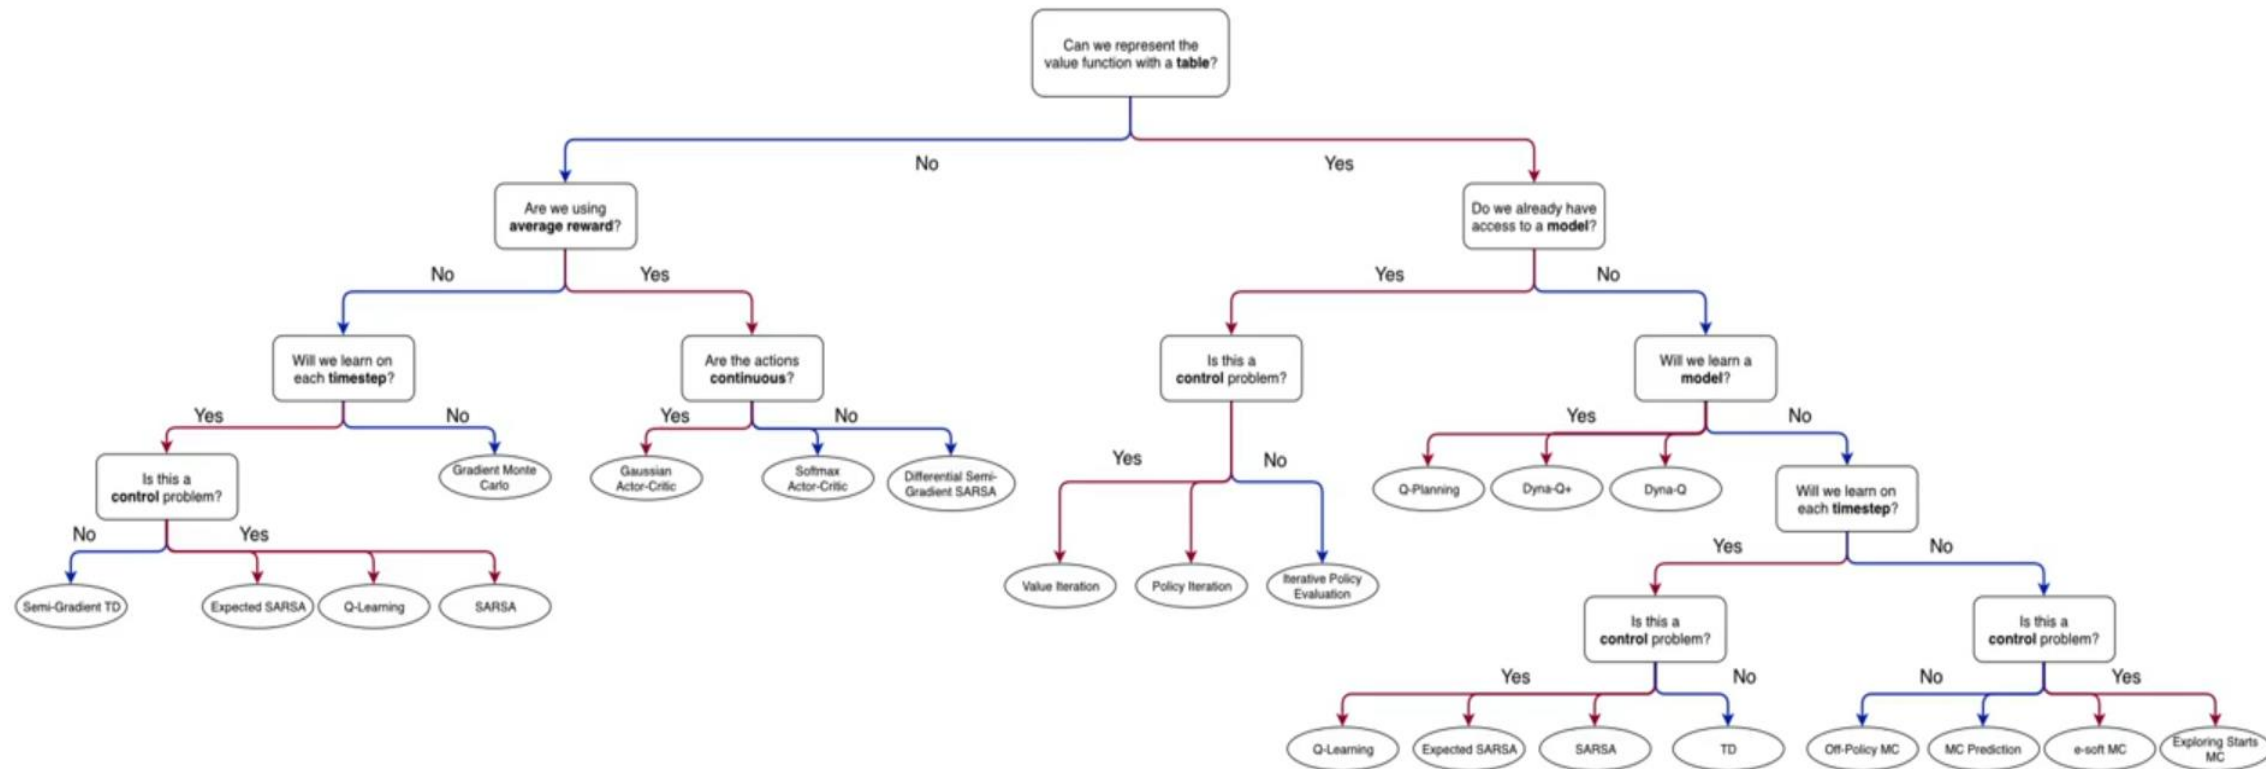 Can we represent the
value function with a table?
No
Yes
Are we using
average reward?
Do we already have
access to a model?
No
Yes
Yes
No
Will we learn on
each timestep?
Are the actions
continuous?
Is this a
control problem?
Will we learn a
model?
Yes
No
Yes
No
Yes
No
Yes
No
Is this a
control problem?
Gradient Monte
Carlo
Gaussian
Actor-Critic
Softmax
Actor-Critic
Differential Semi-
Gradient SARSA
Q-Planning
Dyna-Q+
Dyna-Q
Will we learn on
each timestep?
No
Yes
Yes
No
Semi-Gradient TD
Expected SARSA
Q-Learning
SARSA
Value Iteration
Policy Iteration
Iterative Policy
Evaluation
Is this a
control problem?
Is this a
control problem?
Yes
No
No
Yes
Q-Learning
Expected SARSA
SARSA
TD
Off-Policy MC
MC Prediction
e-soft MC
Exploring Starts
MC